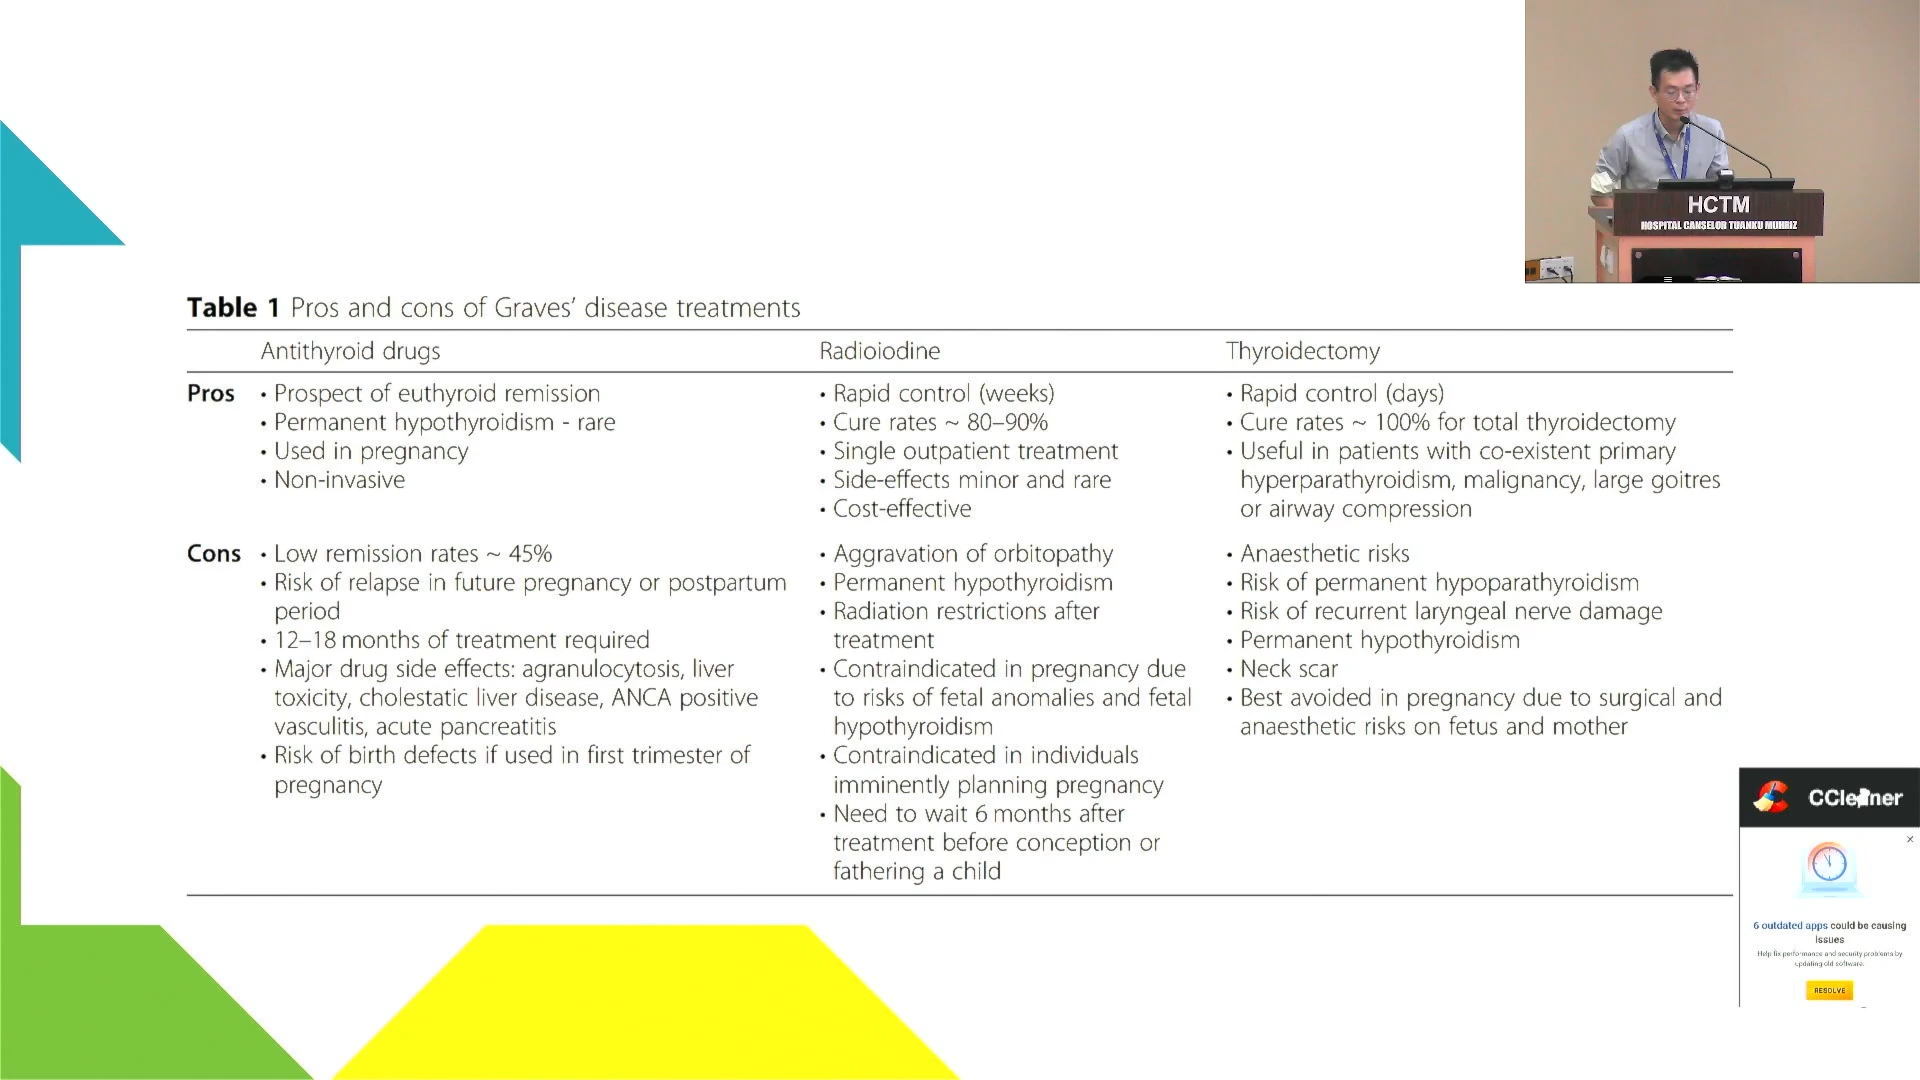 HCTM
HOSPITAL CANSELOR TUANKU MUHRIZ
Table 1 Pros and cons of Graves' disease treatments
Antithyroid drugs
Radioiodine
Thyroidectomy
Pros
• Prospect of euthyroid remission
• Permanent hypothyroidism - rare
• Used in pregnancy
• Non-invasive
• Rapid control (weeks)
• Cure rates ~ 80–90%
• Single outpatient treatment
• Side-effects minor and rare
• Cost-effective
• Rapid control (days)
• Cure rates ~ 100% for total thyroidectomy
• Useful in patients with co-existent primary
hyperparathyroidism, malignancy, large goitres
or airway compression
Cons
• Low remission rates ~ 45%
• Risk of relapse in future pregnancy or postpartum
period
• 12–18 months of treatment required
• Major drug side effects: agranulocytosis, liver
toxicity, cholestatic liver disease, ANCA positive
vasculitis, acute pancreatitis
• Risk of birth defects if used in first trimester of
pregnancy
• Aggravation of orbitopathy
• Permanent hypothyroidism
• Radiation restrictions after
treatment
• Contraindicated in pregnancy due
to risks of fetal anomalies and fetal
hypothyroidism
• Contraindicated in individuals
imminently planning pregnancy
• Need to wait 6 months after
treatment before conception or
fathering a child
• Anaesthetic risks
• Risk of permanent hypoparathyroidism
• Risk of recurrent laryngeal nerve damage
• Permanent hypothyroidism
• Neck scar
• Best avoided in pregnancy due to surgical and
anaesthetic risks on fetus and mother
CCleaner
6 outdated apps could be causing
issues
Help fix performance and security problems by
updating old software.
RESOLVE